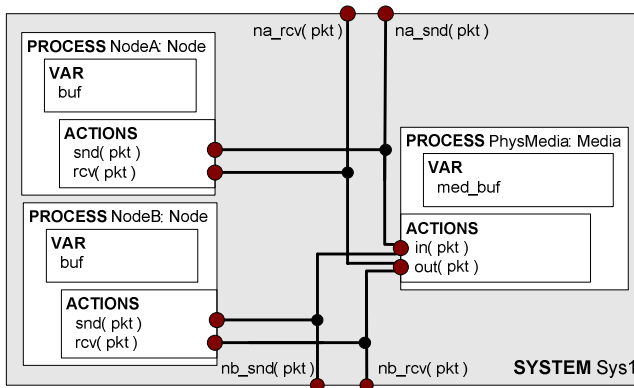 na_rcv( pkt )
na_snd( pkt )
PROCESS NodeA: Node
VAR
buf
ACTIONS
snd( pkt )
rcv( pkt )
PROCESS PhysMedia: Media
VAR
med_buf
ACTIONS
in( pkt )
out( pkt )
PROCESS NodeB: Node
VAR
buf
ACTIONS
snd( pkt )
rcv( pkt )
nb_snd( pkt )
nb_rcv( pkt )
SYSTEM Sys1